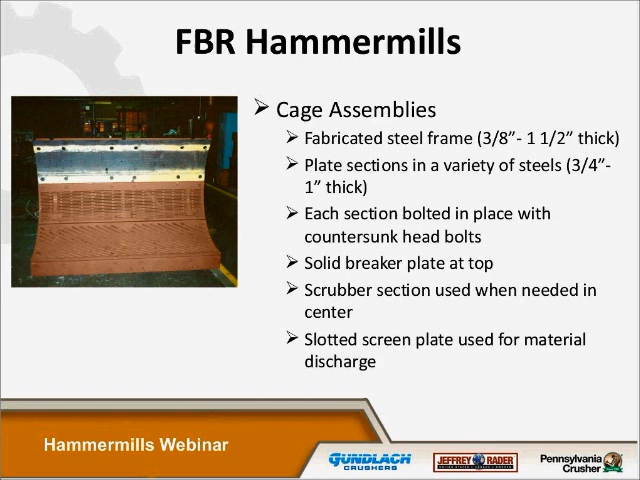 FBR Hammermills
➢ Cage Assemblies
➢ Fabricated steel frame (3/8”- 1 1/2” thick)
➢ Plate sections in a variety of steels (3/4”-
1” thick)
➢ Each section bolted in place with
countersunk head bolts
➢ Solid breaker plate at top
➢ Scrubber section used when needed in
center
➢ Slotted screen plate used for material
discharge
Hammermills Webinar
GUNDLACH
CRUSHERS
JEFFREY RADER
Pennsylvania
Crusher